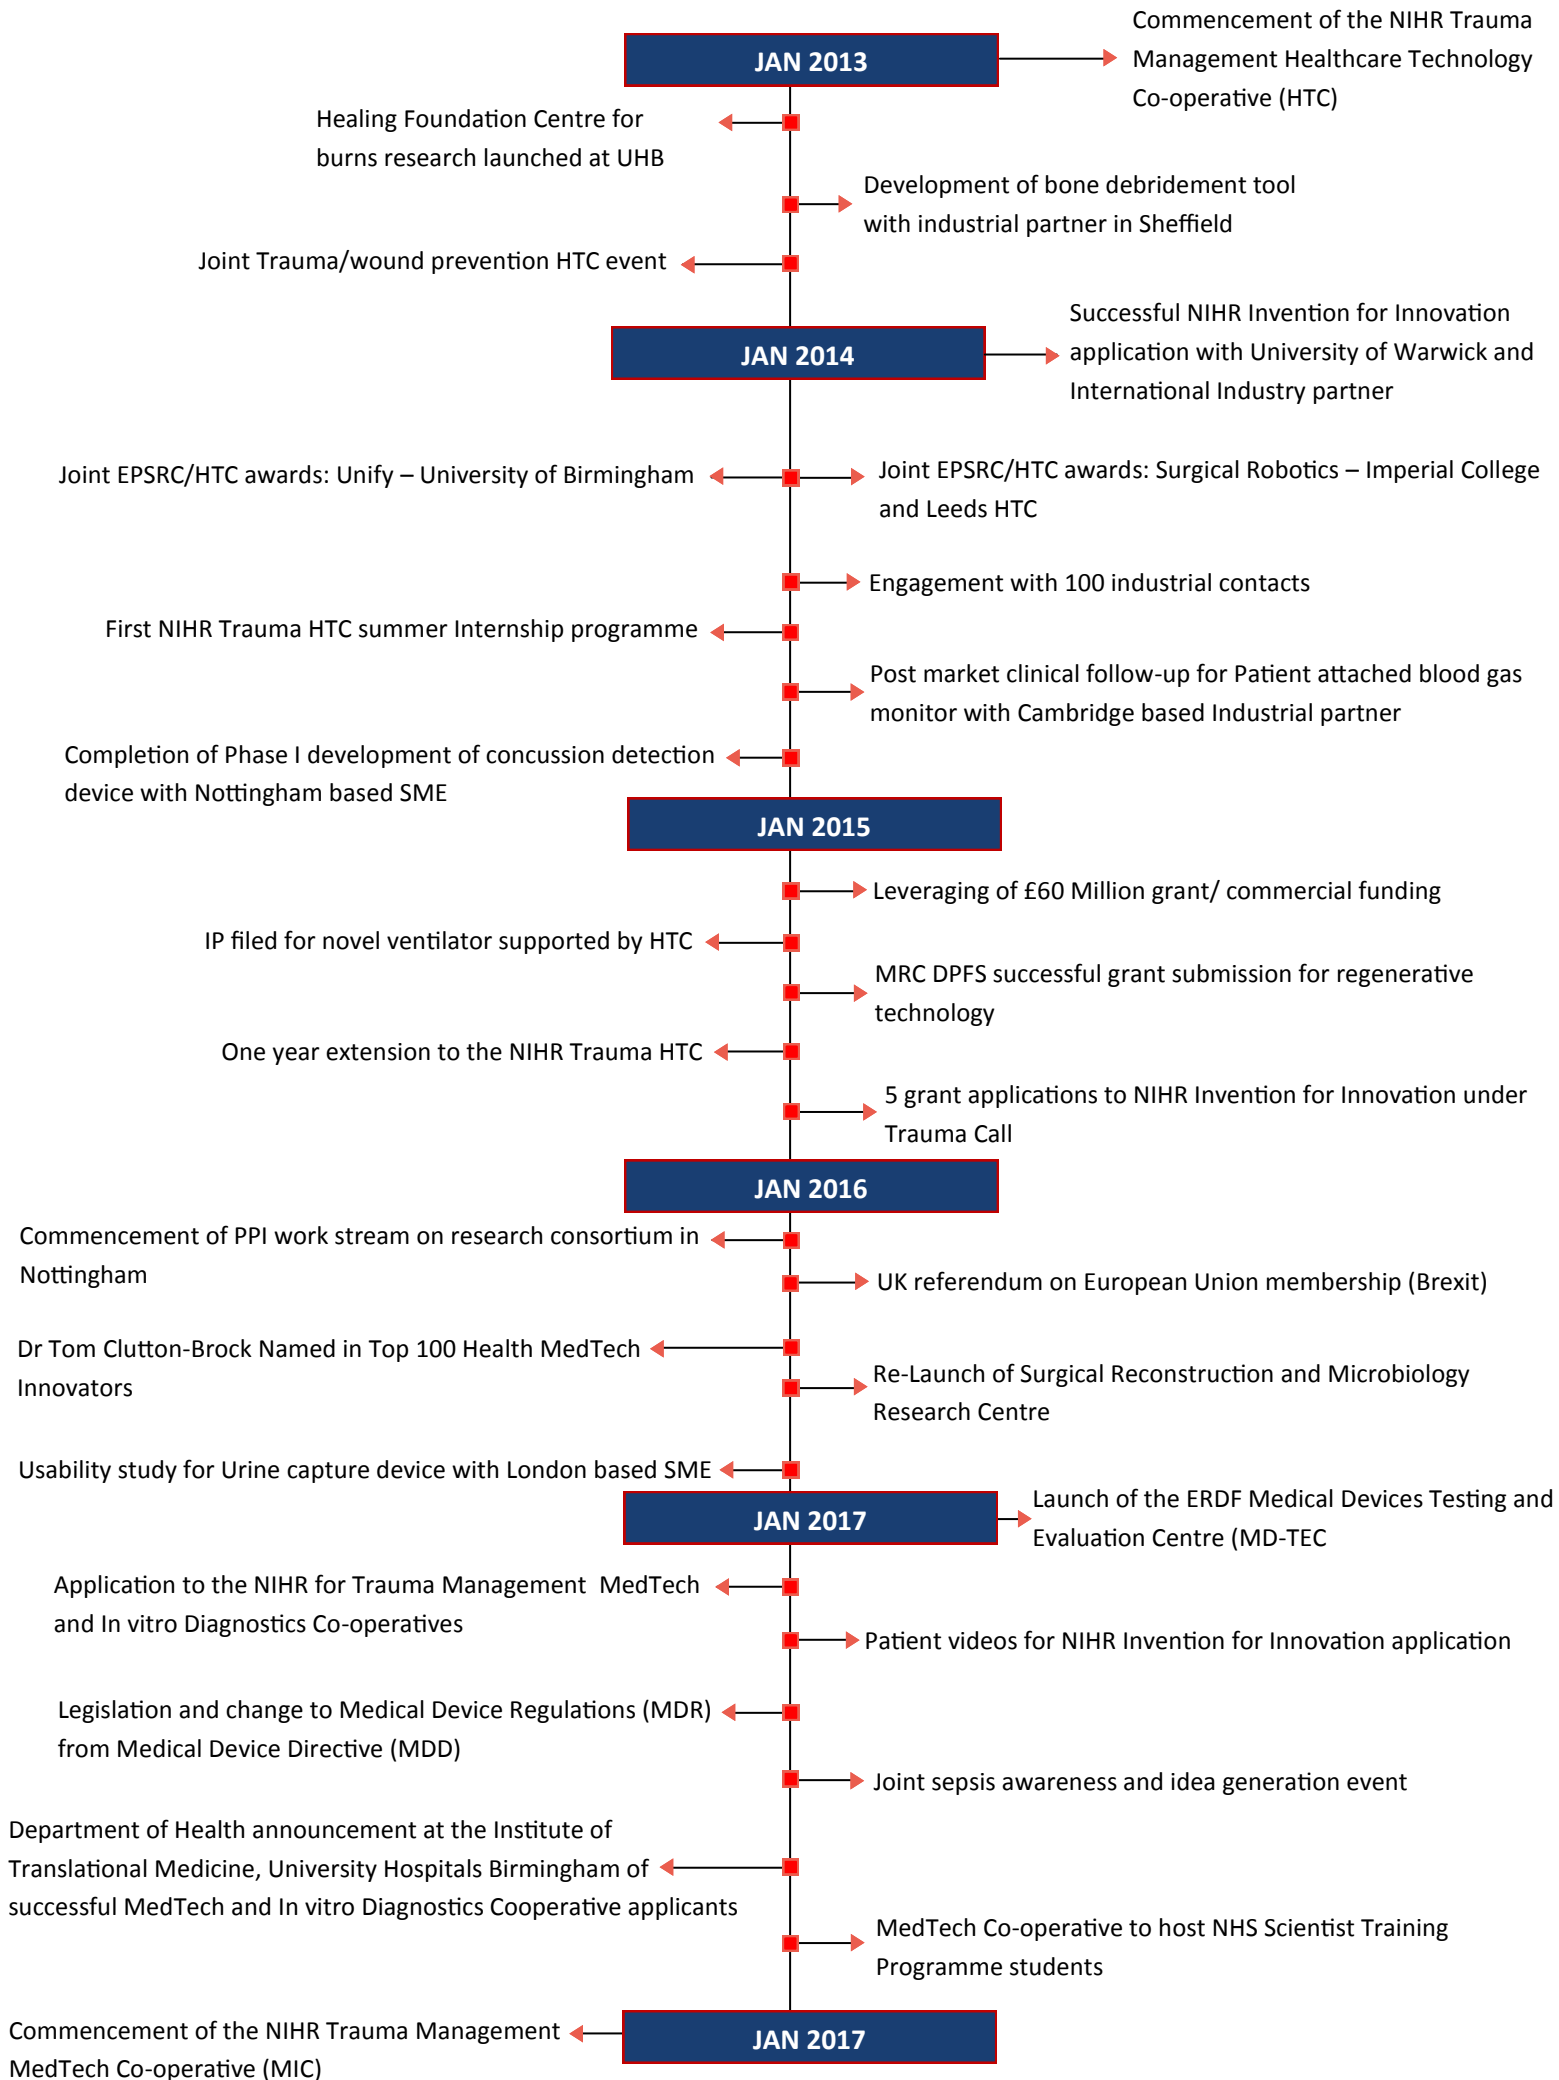 Commencement of the NIHR Trauma
Management Healthcare Technology
Co-operative (HTC)
JAN 2013
Healing Foundation Centre for
burns research launched at UHB
Development of bone debridement tool
with industrial partner in Sheffield
Joint Trauma/wound prevention HTC event
Successful NIHR Invention for Innovation
application with University of Warwick and
International Industry partner
JAN 2014
Joint EPSRC/HTC awards: Unify – University of Birmingham
Joint EPSRC/HTC awards: Surgical Robotics – Imperial College
and Leeds HTC
Engagement with 100 industrial contacts
First NIHR Trauma HTC summer Internship programme
Post market clinical follow-up for Patient attached blood gas
monitor with Cambridge based Industrial partner
Completion of Phase I development of concussion detection
device with Nottingham based SME
JAN 2015
Leveraging of £60 Million grant/ commercial funding
IP filed for novel ventilator supported by HTC
MRC DPFS successful grant submission for regenerative
technology
One year extension to the NIHR Trauma HTC
5 grant applications to NIHR Invention for Innovation under
Trauma Call
JAN 2016
Commencement of PPI work stream on research consortium in
Nottingham
UK referendum on European Union membership (Brexit)
Dr Tom Clutton-Brock Named in Top 100 Health MedTech
Innovators
Re-Launch of Surgical Reconstruction and Microbiology
Research Centre
Usability study for Urine capture device with London based SME
JAN 2017
Launch of the ERDF Medical Devices Testing and
Evaluation Centre (MD-TEC
Application to the NIHR for Trauma Management  MedTech
and In vitro Diagnostics Co-operatives
Patient videos for NIHR Invention for Innovation application
Legislation and change to Medical Device Regulations (MDR)
from Medical Device Directive (MDD)
Joint sepsis awareness and idea generation event
Department of Health announcement at the Institute of
Translational Medicine, University Hospitals Birmingham of
successful MedTech and In vitro Diagnostics Cooperative applicants
MedTech Co-operative to host NHS Scientist Training
Programme students
JAN 2017
Commencement of the NIHR Trauma Management
MedTech Co-operative (MIC)